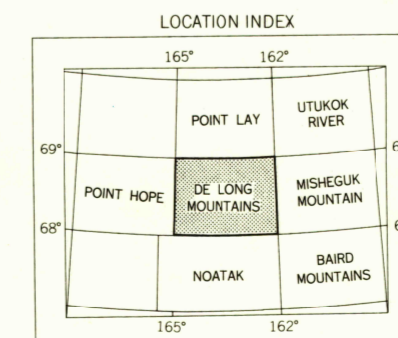 LOCATION INDEX
165° 162°
POINT LAY
UTUKOK
RIVER
69°
POINT HOPE
DE LONG
MOUNTAINS
MISHEGUK
MOUNTAIN
68°
NOATAK
BAIRD
MOUNTAINS
165° 162°